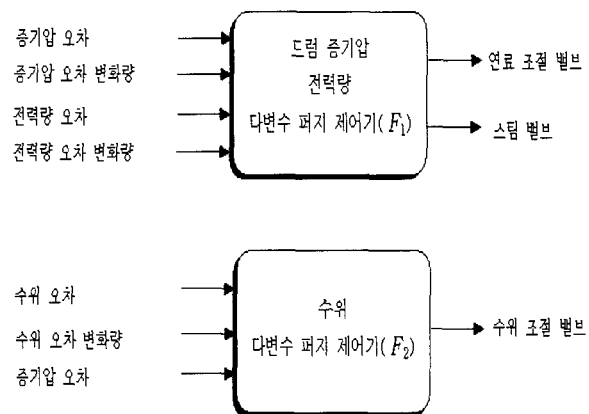 증기압 오차
증기압 오차 변화량
전력량 오차
전력량 오차 변화량
드럼 증기압
전력량
다변수 퍼지 제어기( F₁)
연료 조절 밸브
스팀 밸브
수위 오차
수위 오차 변화량
증기압 오차
수위
다변수 퍼지 제어기( F₂)
수위 조절 밸브